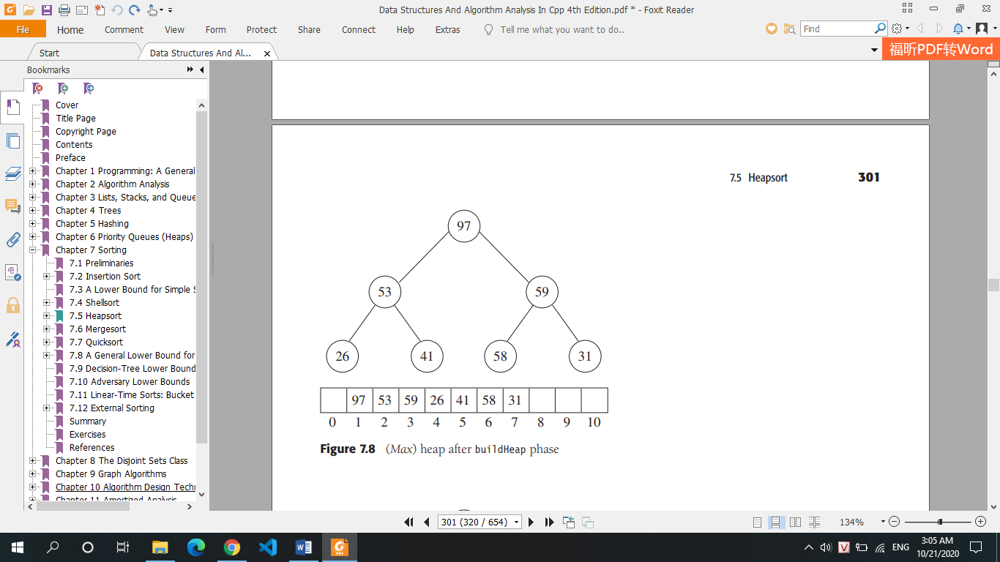 Data Structures And Algorithm Analysis In Cpp 4th Edition.pdf * - Foxit Reader
File Home Comment View Form Protect Share Connect Help Extras Tell me what you want to do.. Find
Start Data Structures And Al... 福昕PDF转Word
Bookmarks
Cover
Title Page
Copyright Page
Contents
Preface
Chapter 1 Programming: A General
Chapter 2 Algorithm Analysis
Chapter 3 Lists, Stacks, and Queue
Chapter 4 Trees
Chapter 5 Hashing
Chapter 6 Priority Queues (Heaps)
Chapter 7 Sorting
7.1 Preliminaries
7.2 Insertion Sort
7.3 A Lower Bound for Simple S
7.4 Shellsort
7.5 Heapsort
7.6 Mergesort
7.7 Quicksort
7.8 A General Lower Bound for
7.9 Decision-Tree Lower Bound
7.10 Adversary Lower Bounds
7.11 Linear-Time Sorts: Bucket
7.12 External Sorting
Summary
Exercises
References
Chapter 8 The Disjoint Sets Class
Chapter 9 Graph Algorithms
Chapter 10 Algorithm Design Techn
Chapter 11 Amortized Analysis
7.5 Heapsort 301
97
53 59
26 41 58 31
97 53 59 26 41 58 31
0 1 2 3 4 5 6 7 8 9 10
Figure 7.8 (Max) heap after buildHeap phase
301 (320 / 654) 134%
ENG 3:05 AM
10/21/2020